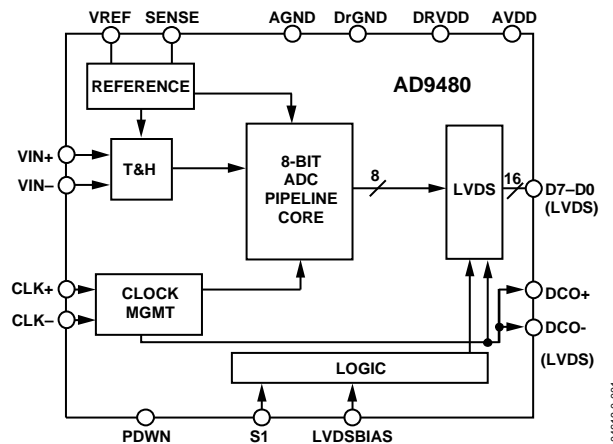 VREF SENSE AGND DrGND DRVDD AVDD
REFERENCE
AD9480
VIN+
VIN–
T&H
8-BIT
ADC
PIPELINE
CORE
8
LVDS
16
D7–D0
(LVDS)
CLK+
CLK–
CLOCK
MGMT
DCO+
DCO-
(LVDS)
LOGIC
PDWN S1 LVDSBIAS